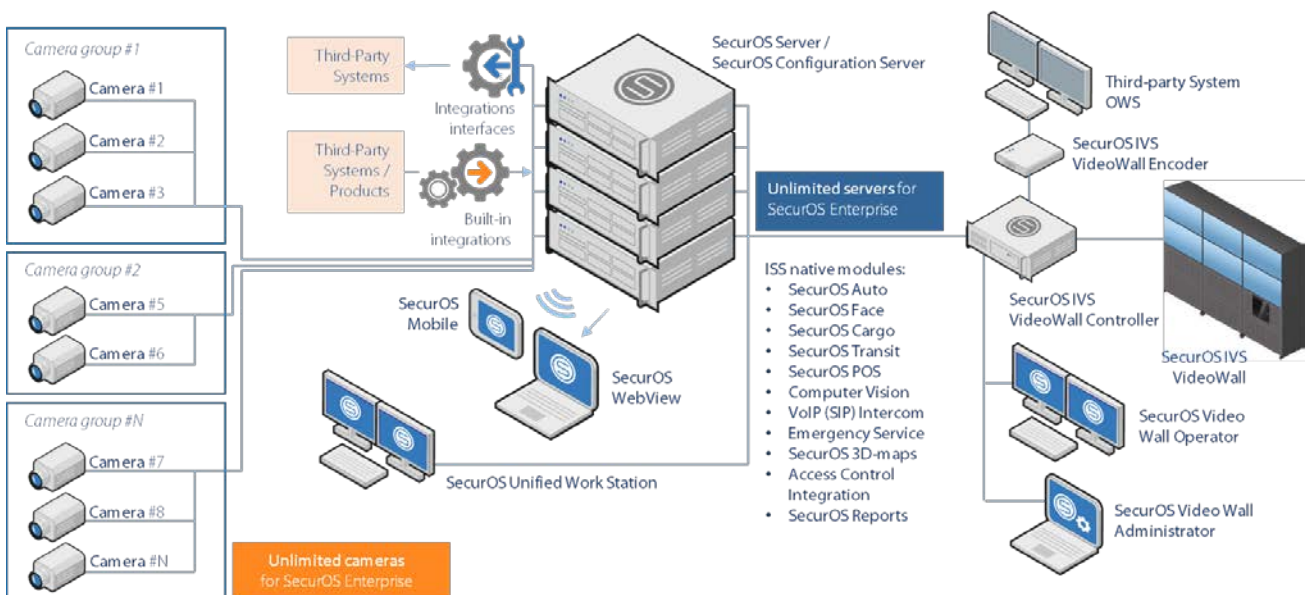 Camera group #1
Camera #1
Camera #2
Camera #3
Camera group #2
Camera #5
Camera #6
Camera group #N
Camera #7
Camera #8
Camera #N
Unlimited cameras
for SecurOS Enterprise
Third-Party
Systems
Integrations
interfaces
Third-Party
Systems /
Products
Built-in
integrations
SecurOS Server /
SecurOS Configuration Server
Unlimited servers for
SecurOS Enterprise
SecurOS
Mobile
SecurOS
WebView
SecurOS Unified Work Station
ISS native modules:
• SecurOS Auto
• SecurOS Face
• SecurOS Cargo
• SecurOS Transit
• SecurOS POS
• Computer Vision
• VoIP (SIP) Intercom
• Emergency Service
• SecurOS 3D-maps
• Access Control
Integration
• SecurOS Reports
Third-party System
OWS
SecurOS IVS
VideoWall Encoder
SecurOS IVS
VideoWall Controller
SecurOS IVS
VideoWall
SecurOS Video
Wall Operator
SecurOS Video Wall
Administrator